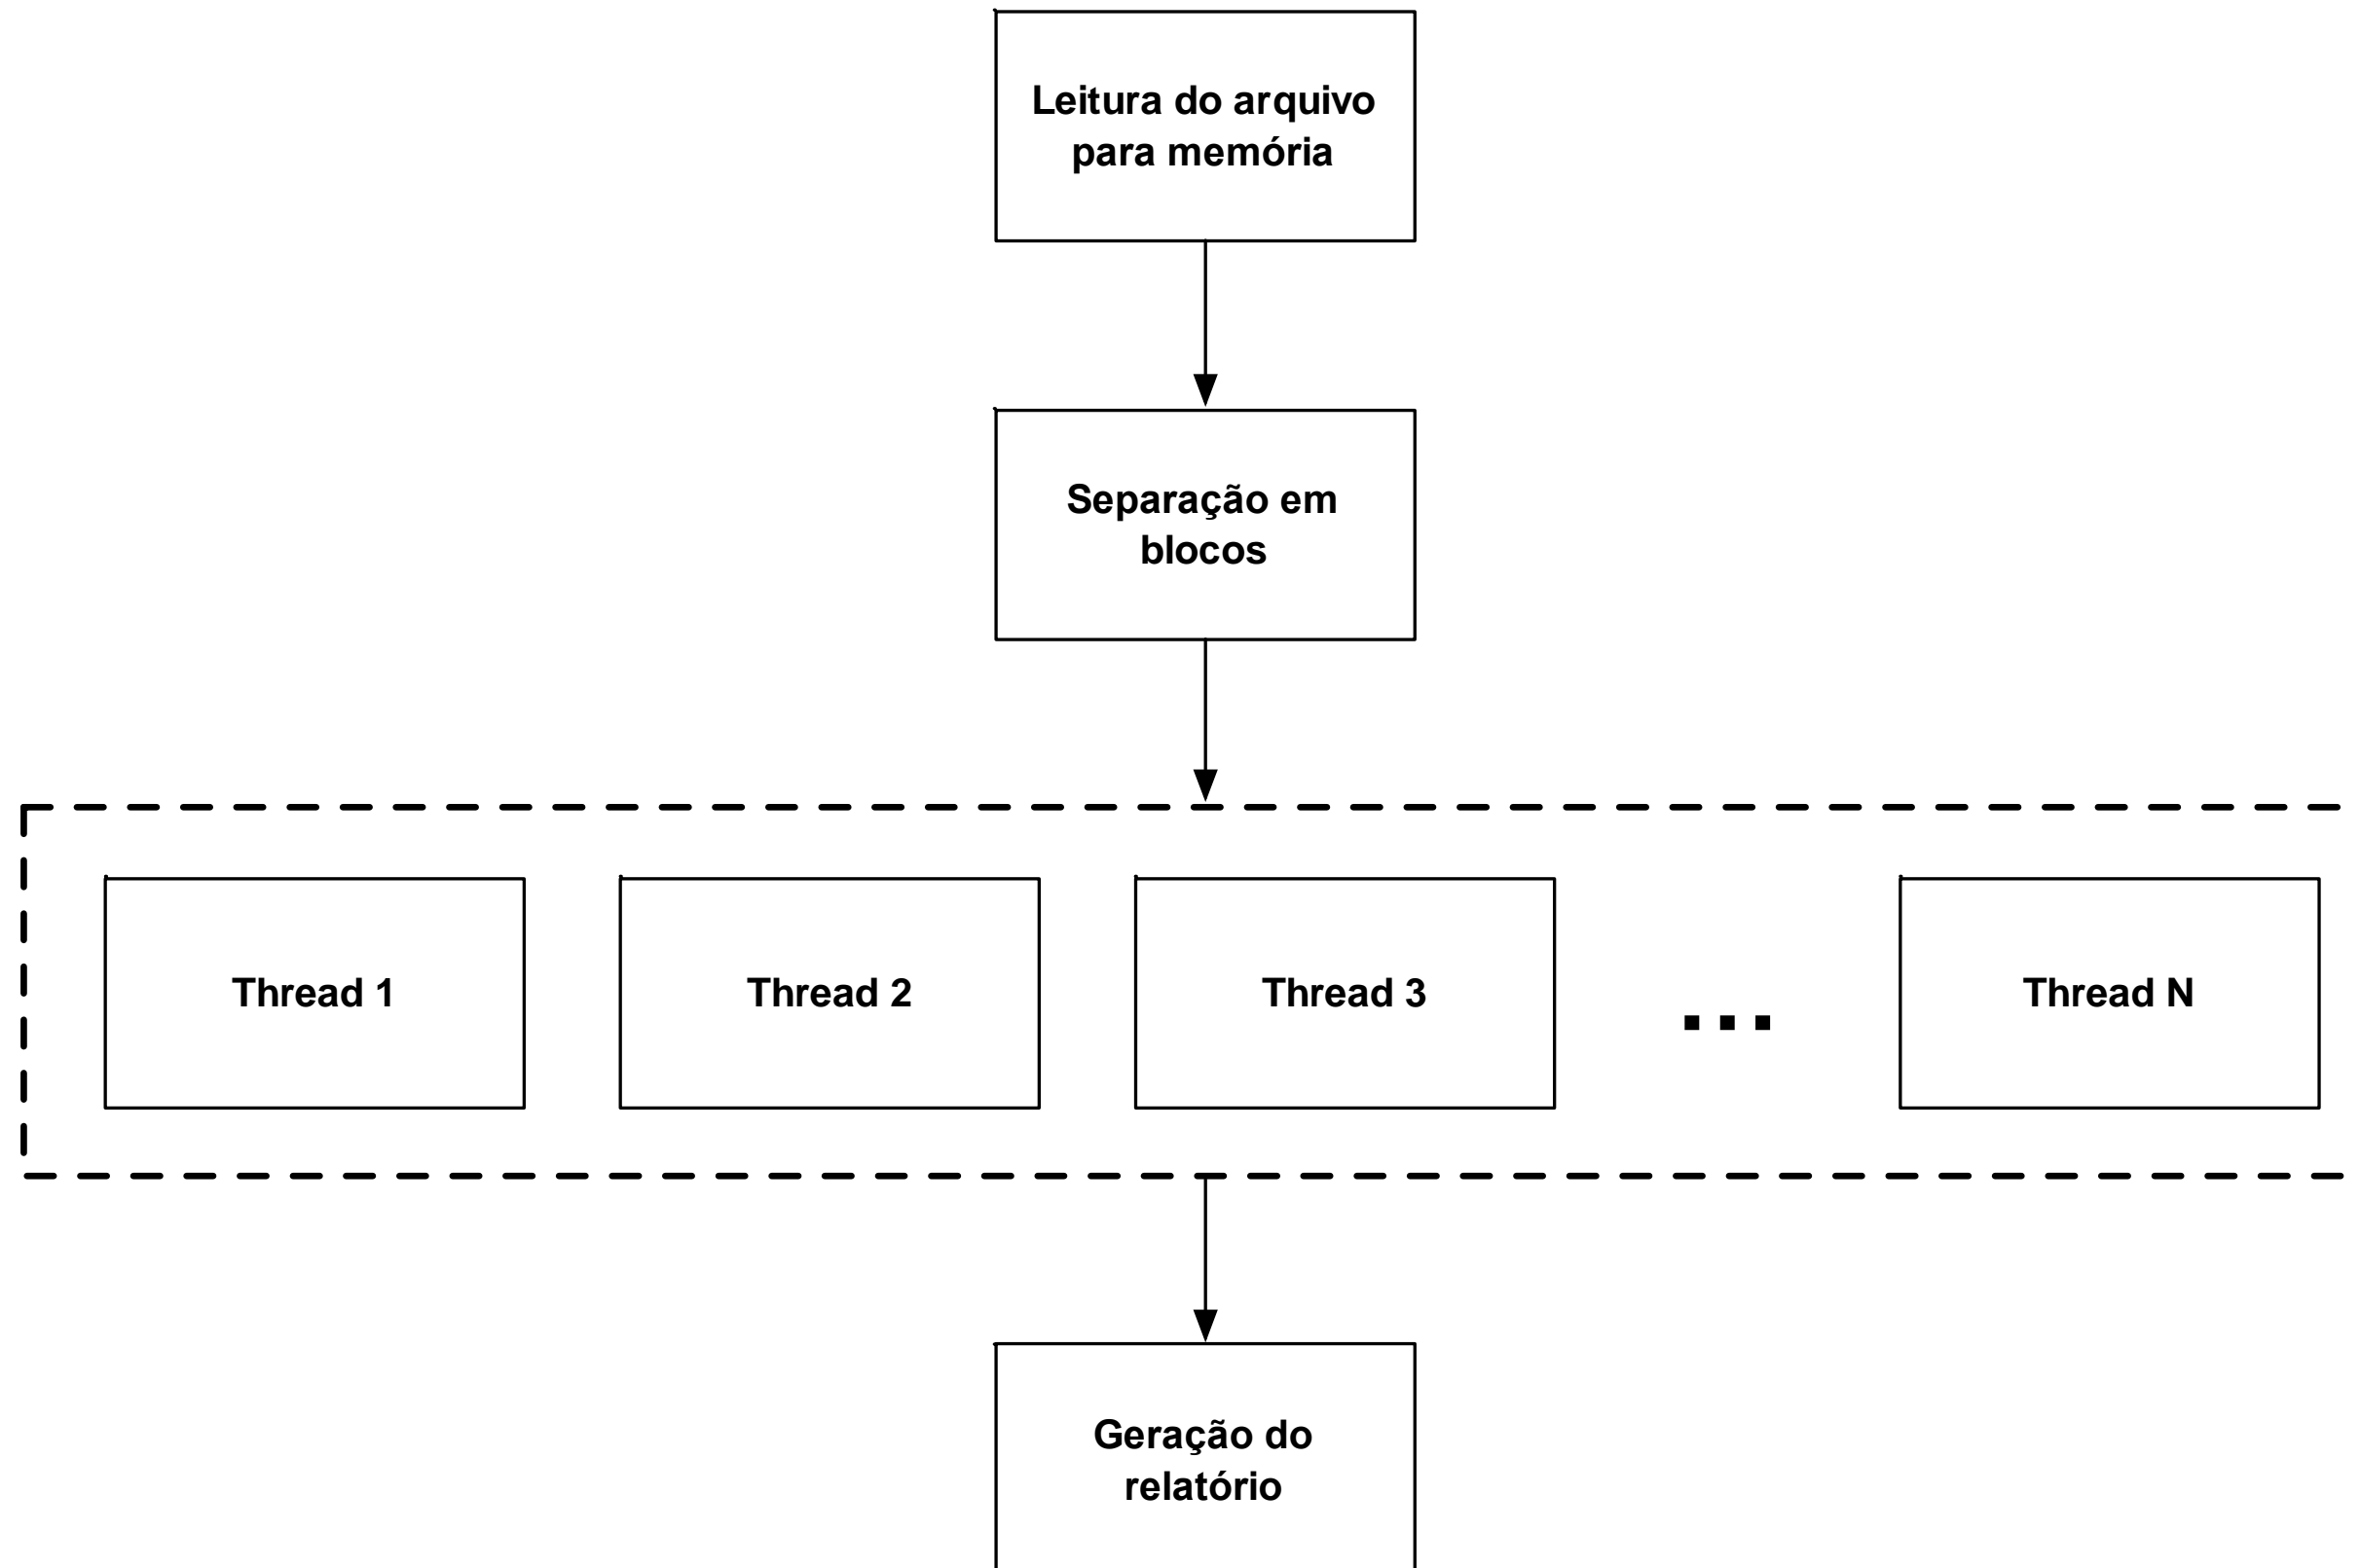 Leitura do arquivo
para memória
Separação em
blocos
Thread 1
Thread 2
Thread 3
...
Thread N
Geração do
relatório